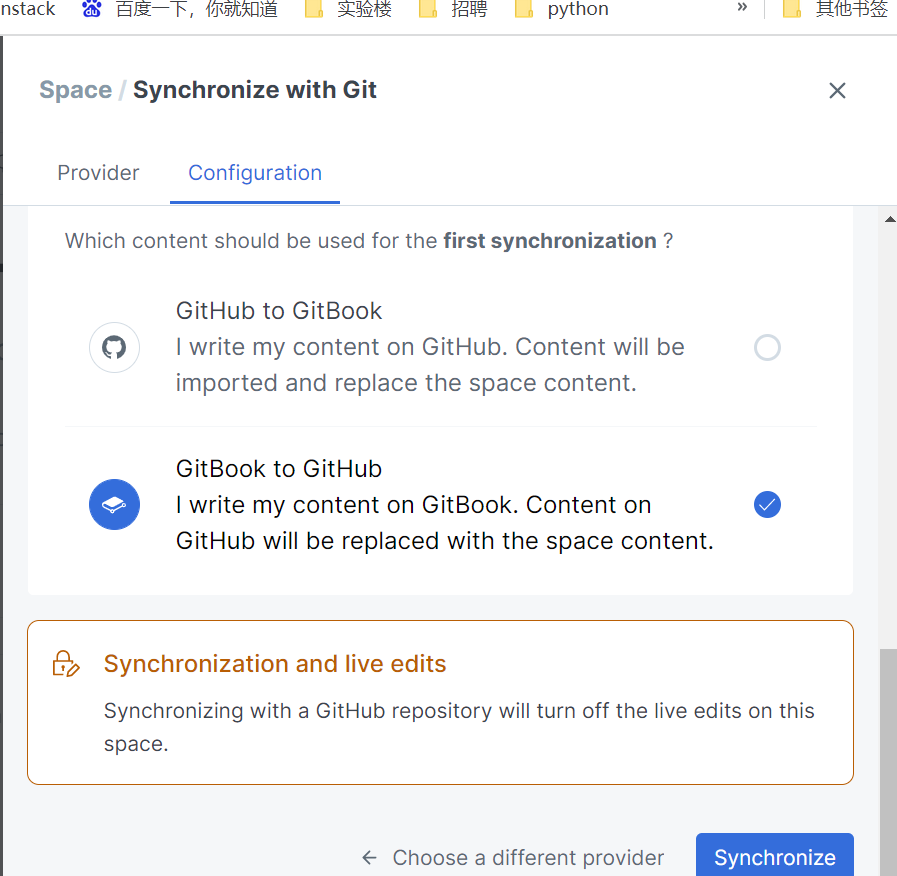 nstack 百度一下，你就知道 实验楼 招聘 python » 其他书签
Space / Synchronize with Git
Provider Configuration
Which content should be used for the first synchronization ?
GitHub to GitBook
I write my content on GitHub. Content will be
imported and replace the space content.
GitBook to GitHub
I write my content on GitBook. Content on
GitHub will be replaced with the space content.
Synchronization and live edits
Synchronizing with a GitHub repository will turn off the live edits on this
space.
← Choose a different provider Synchronize